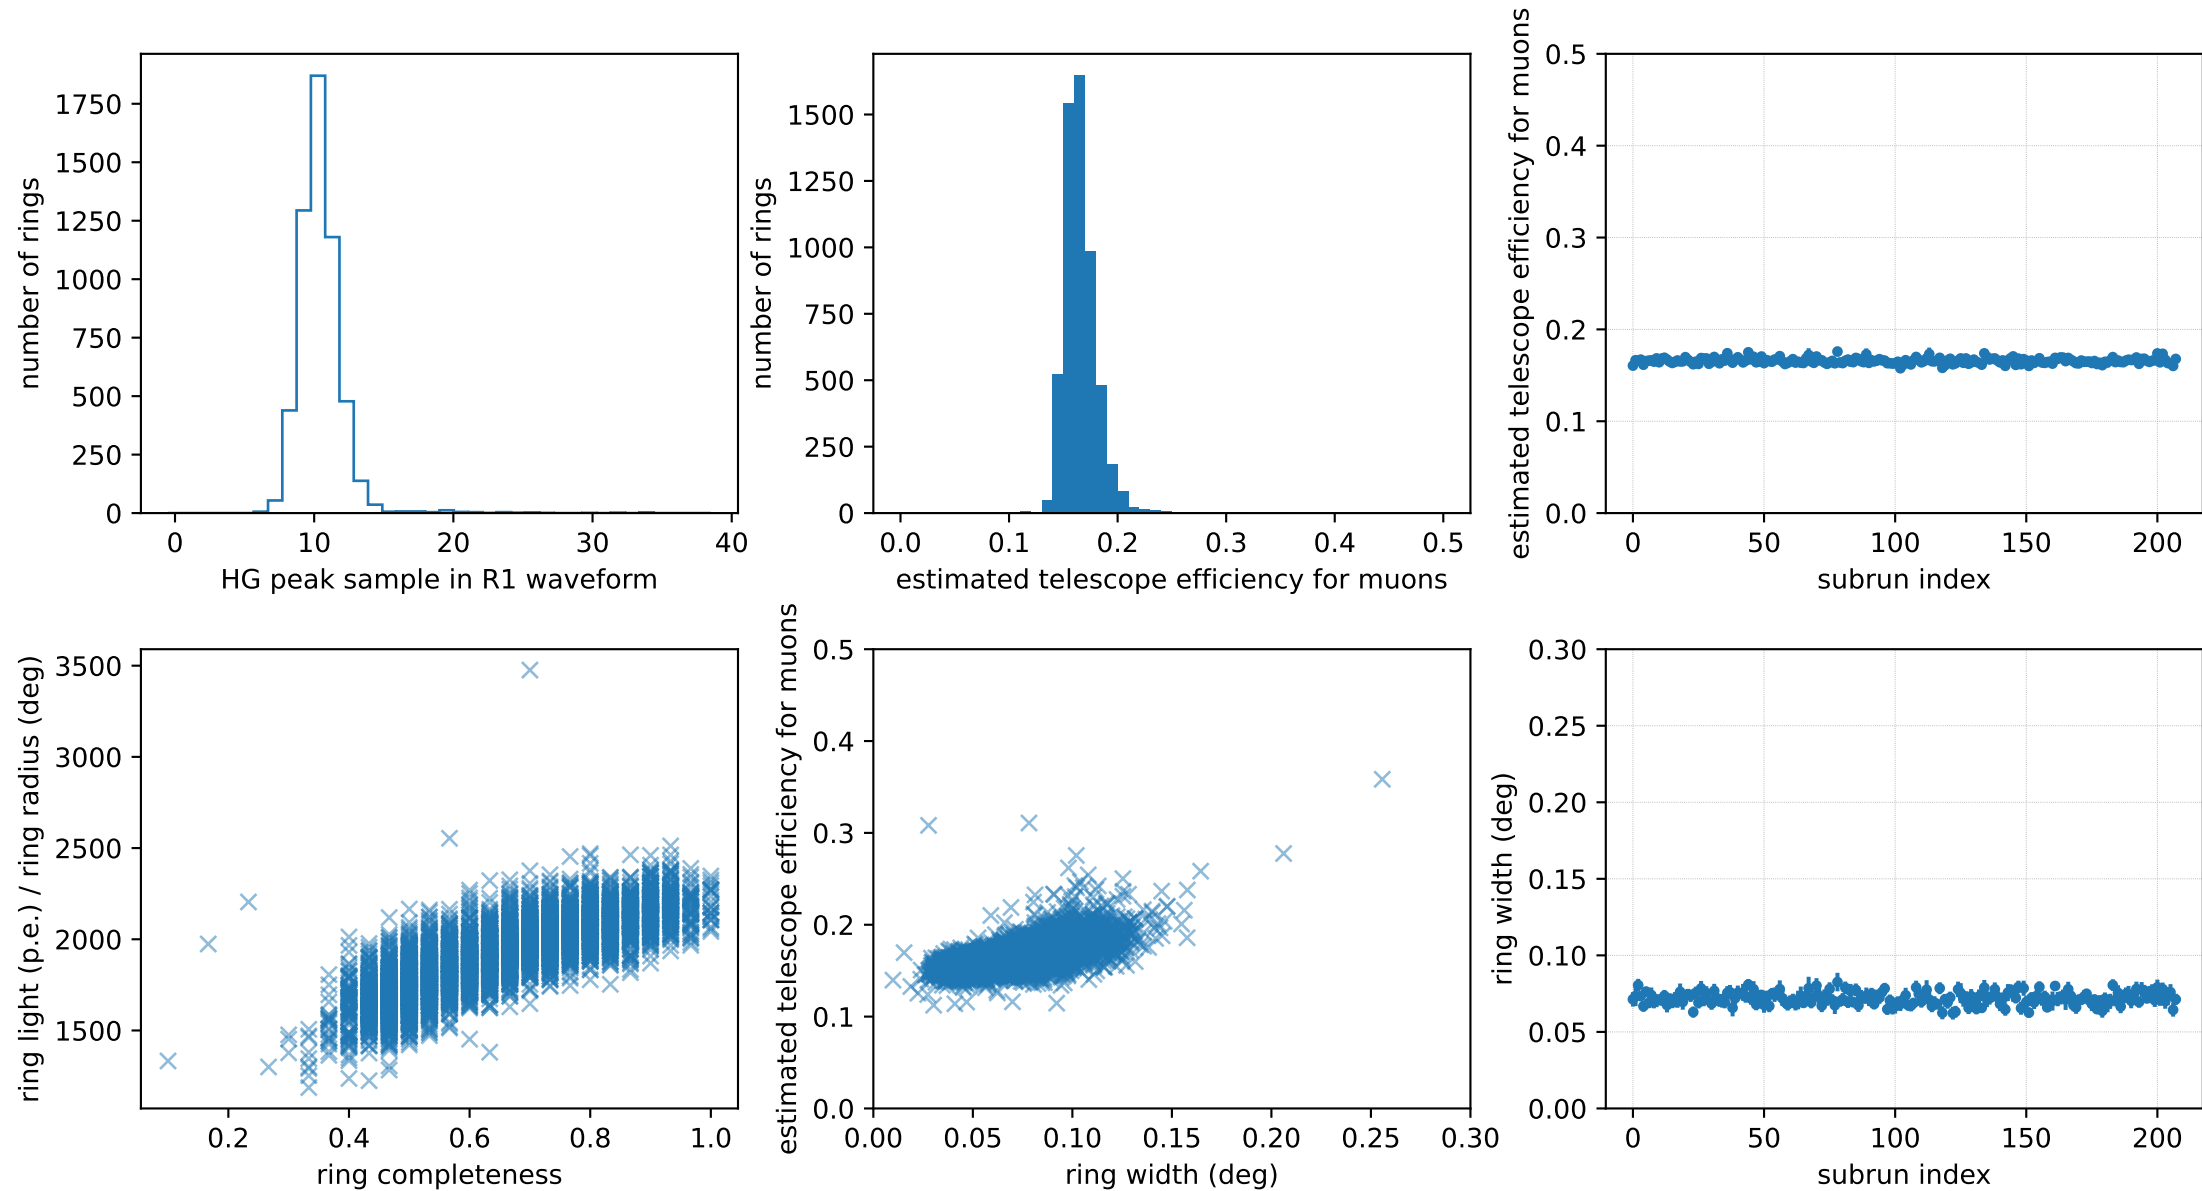 number of rings
1750
1500
1250
1000
750
500
250
0
0 10 20 30 40
HG peak sample in R1 waveform
number of rings
1500
1250
1000
750
500
250
0
0.0 0.1 0.2 0.3 0.4 0.5
estimated telescope efficiency for muons
estimated telescope efficiency for muons
0.5
0.4
0.3
0.2
0.1
0.0
0 50 100 150 200
subrun index
ring light (p.e.) / ring radius (deg)
3500
3000
2500
2000
1500
0.2 0.4 0.6 0.8 1.0
ring completeness
estimated telescope efficiency for muons
0.5
0.4
0.3
0.2
0.1
0.0
0.00 0.05 0.10 0.15 0.20 0.25 0.30
ring width (deg)
ring width (deg)
0.30
0.25
0.20
0.15
0.10
0.05
0.00
0 50 100 150 200
subrun index